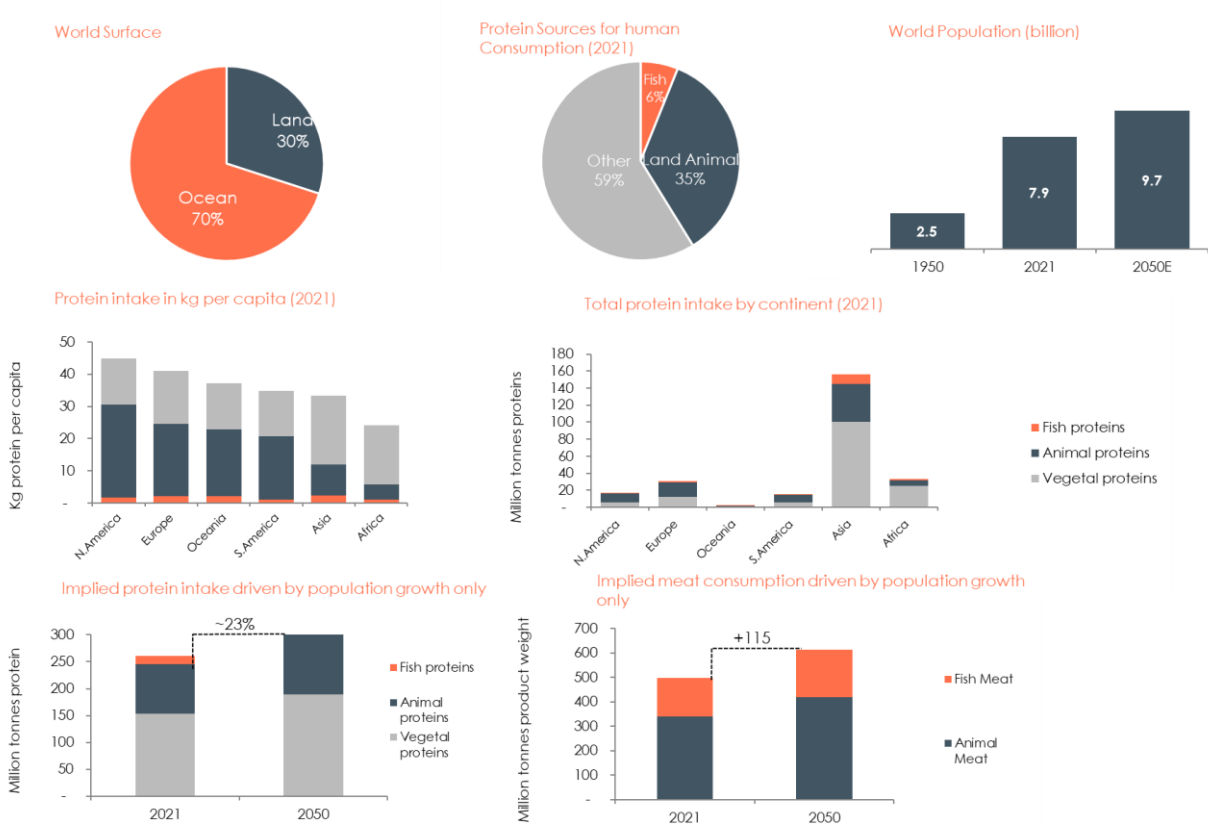 World Surface
Land
30%
Ocean
70%
Protein Sources for human
Consumption (2021)
Fish
6%
Other
59%
Land Animal
35%
World Population (billion)
2.5
7.9
9.7
1950
2021
2050E
Protein intake in kg per capita (2021)
Kg protein per capita
50
40
30
20
10
-
N.America
Europe
Oceania
S.America
Asia
Africa
Total protein intake by continent (2021)
Million tonnes proteins
180
160
140
120
100
80
60
40
20
-
N.America
Europe
Oceania
S.America
Asia
Africa
Fish proteins
Animal proteins
Vegetal proteins
Implied protein intake driven by population growth only
Million tonnes protein
300
250
200
150
100
50
-
~23%
2021
2050
Fish proteins
Animal
proteins
Vegetal
proteins
Implied meat consumption driven by population growth
only
Million tonnes product weight
700
600
500
400
300
200
100
-
+115
2021
2050
Fish Meat
Animal
Meat